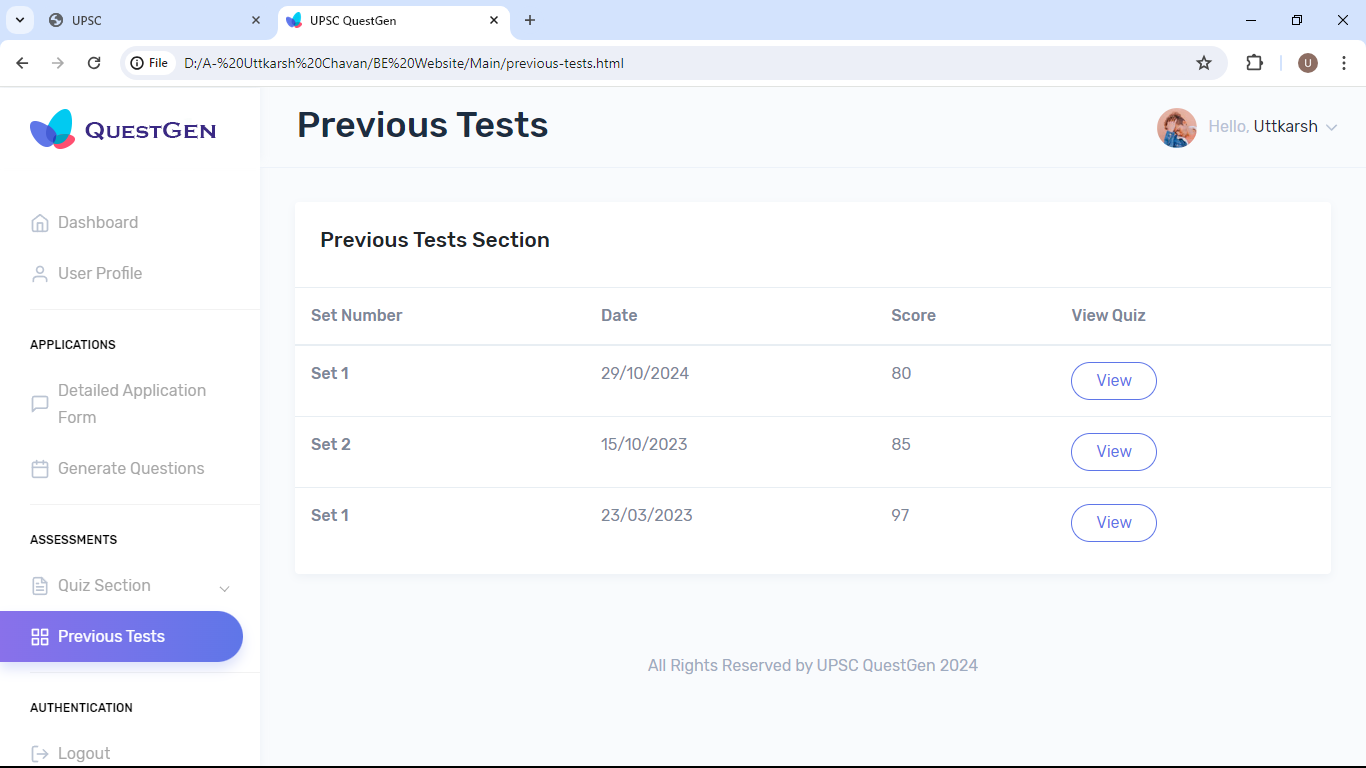 UPSC
UPSC QuestGen
File D:/A-%20Uttkarsh%20Chavan/BE%20Website/Main/previous-tests.html
U
QUESTGEN
Previous Tests
Hello, Uttkarsh
Dashboard
User Profile
APPLICATIONS
Detailed Application
Form
Generate Questions
ASSESSMENTS
Quiz Section
Previous Tests
AUTHENTICATION
Logout
Previous Tests Section
Set Number Date Score View Quiz
Set 1 29/10/2024 80 View
Set 2 15/10/2023 85 View
Set 1 23/03/2023 97 View
All Rights Reserved by UPSC QuestGen 2024